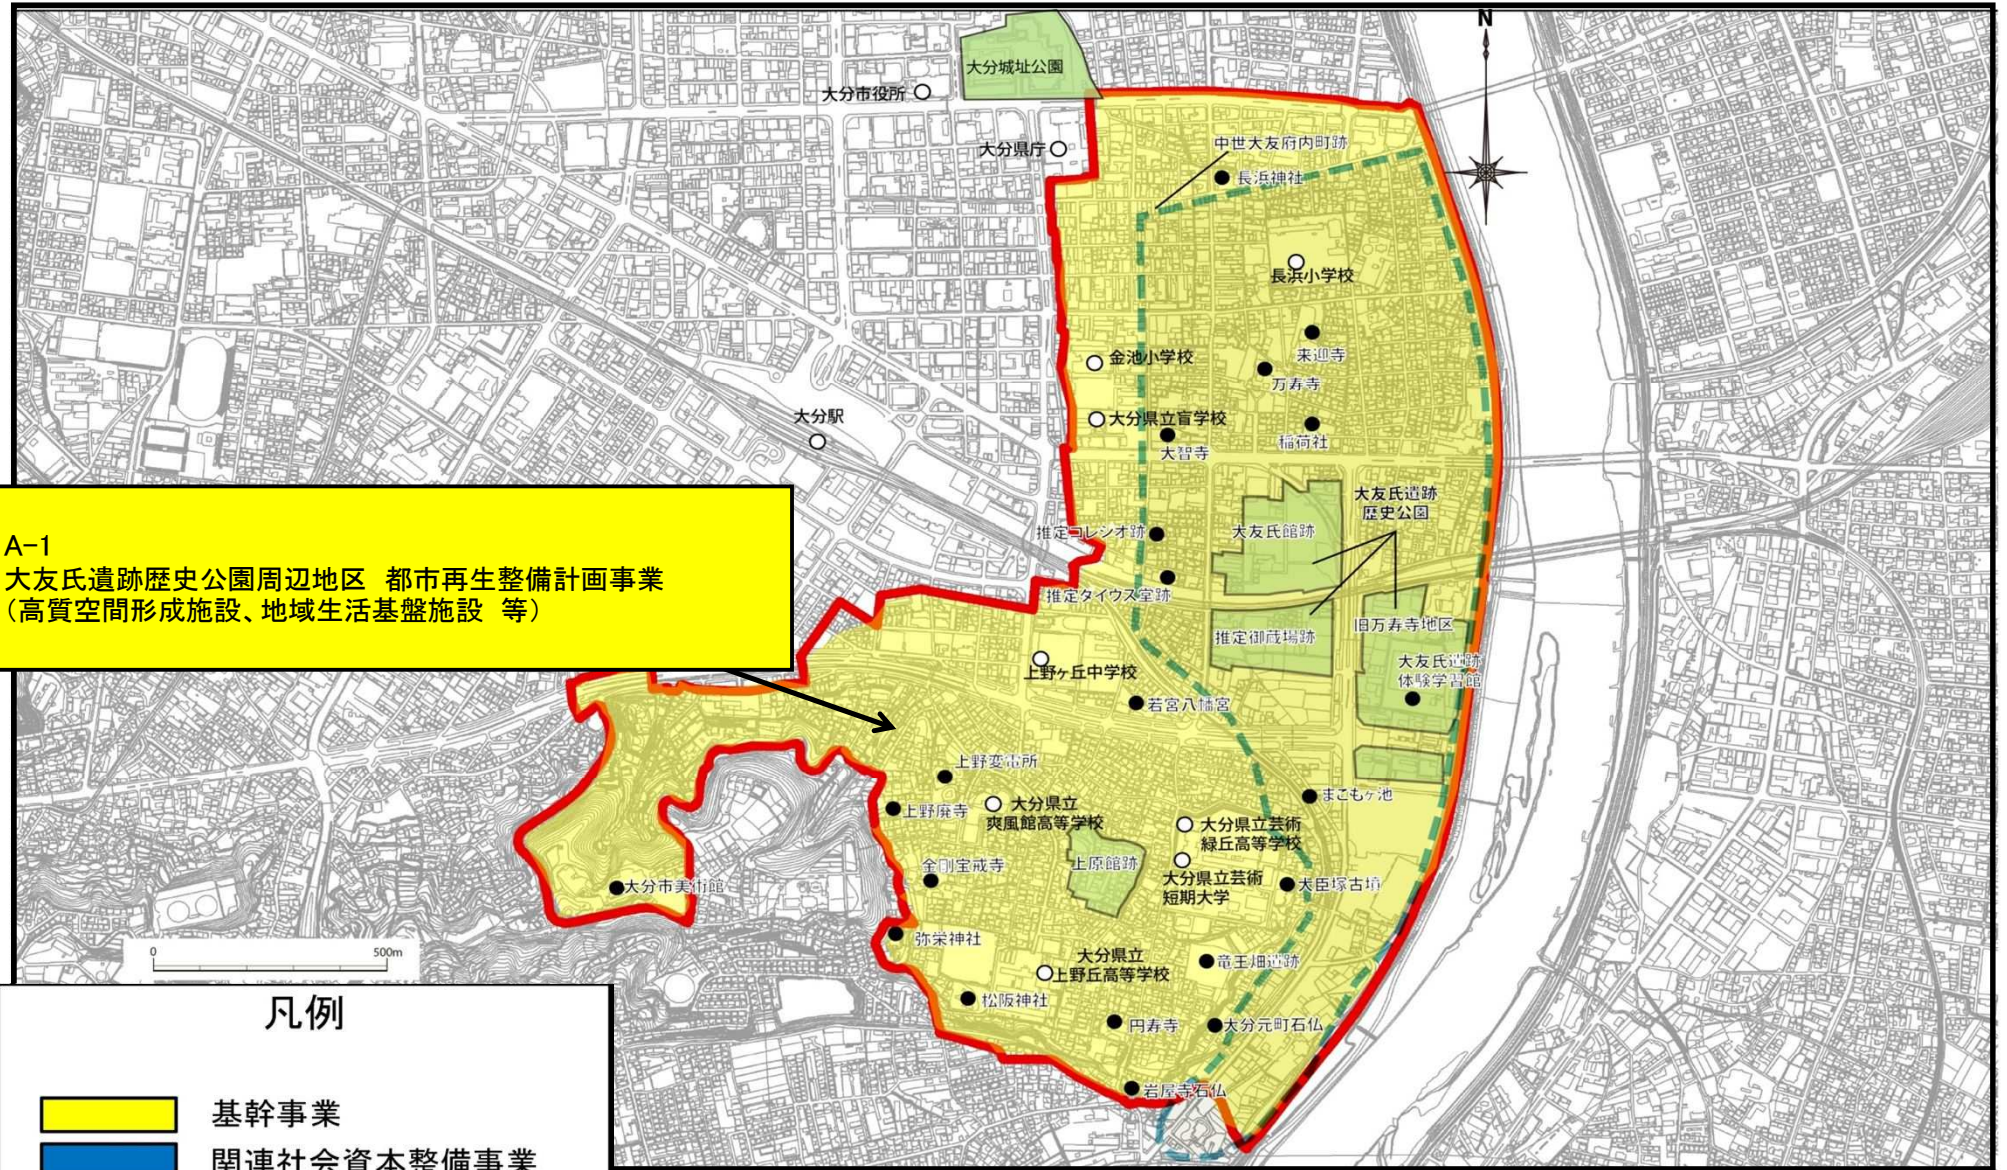 N
大分城址公園
大分市役所
大分県庁
中世大友府内町跡
長浜神社
長浜小学校
来迎寺
金池小学校
万寿寺
大分駅
大分県立盲学校
大智寺
稲荷社
大友氏遺跡
歴史公園
推定コレジオ跡
大友氏館跡
A-1
大友氏遺跡歴史公園周辺地区 都市再生整備計画事業
（高質空間形成施設、地域生活基盤施設 等）
推定ダイウス堂跡
推定御蔵場跡
旧万寿寺地区
大友氏遺跡
体験学習館
上野ヶ丘中学校
若宮八幡宮
上野変電所
上野廃寺
大分県立
爽風館高等学校
まこもヶ池
大分県立芸術
緑丘高等学校
金剛宝戒寺
上原館跡
大分県立芸術
短期大学
大臣塚古墳
大分市美術館
弥栄神社
大分県立
上野丘高等学校
竜王畑遺跡
0 500m
松阪神社
円寿寺
大分元町石仏
岩屋寺石仏
凡例
基幹事業
関連社会資本整備事業